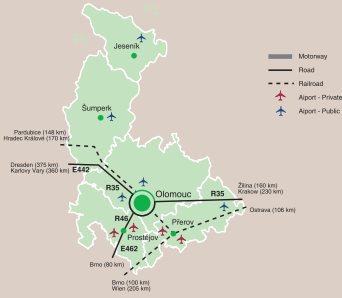 Jeseník
Motorway
Road
Railroad
Aiport - Private
Aiport - Public
Šumperk
Pardubice (148 km)
Hradec Králové (170 km)
Dresden (375 km)
Karlovy Vary (360 km)
E442
R35
Olomouc
R35
Žilina (160 km)
Krakow (230 km)
Ostrava (106 km)
R46
Přerov
Prostějov
E462
Brno (80 km)
Brno (100 km)
Wien (205 km)